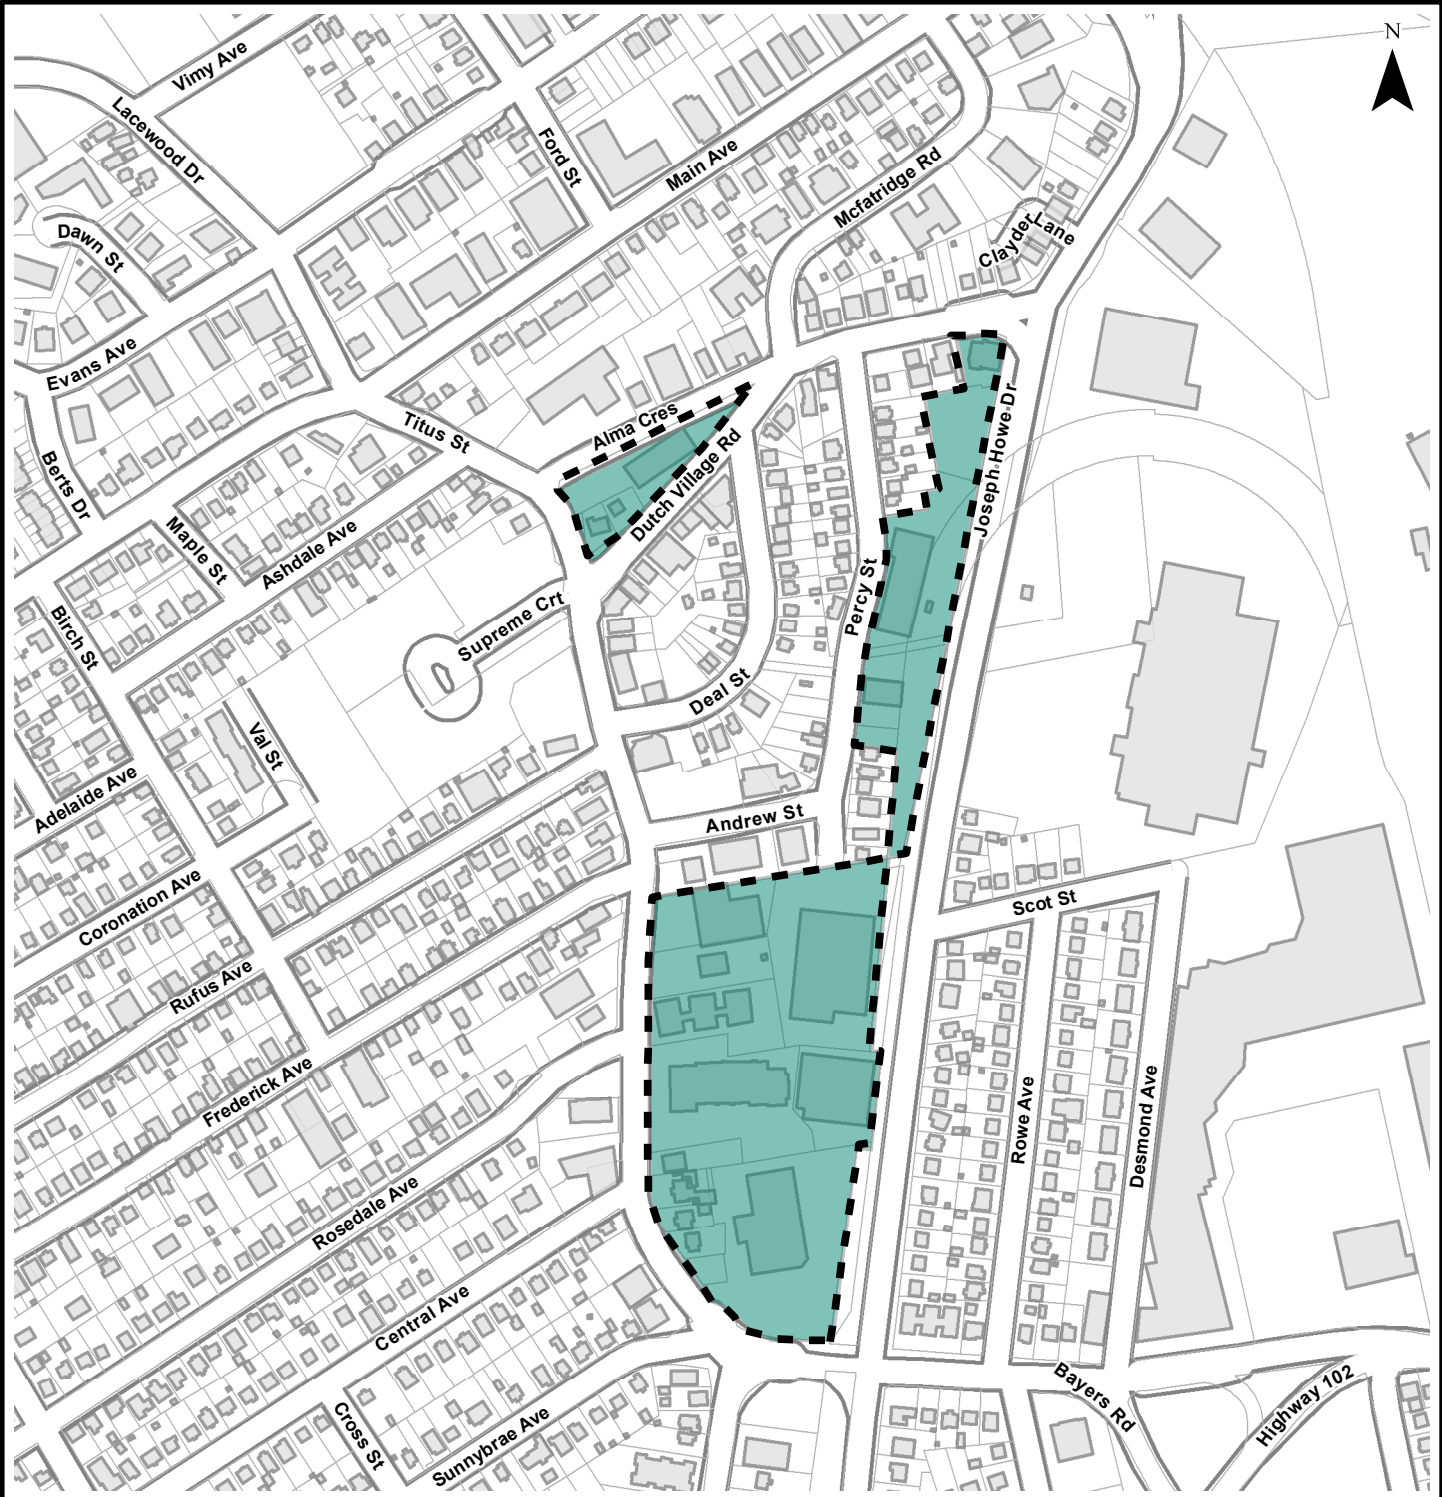 N
Vimy Ave
Lacewood Dr
Ford St
Main Ave
Mcfatridge Rd
Clayder Lane
Dawn St
Evans Ave
Titus St
Alma Cres
Dutch Village Rd
Joseph Howe Dr
Berts Dr
Maple St
Ashdale Ave
Percy St
Supreme Crt
Birch St
Deal St
Val St
Adelaide Ave
Andrew St
Coronation Ave
Scot St
Rufus Ave
Frederick Ave
Rowe Ave
Desmond Ave
Rosedale Ave
Central Ave
Cross St
Sunnybrae Ave
Bayers Rd
Highway 102